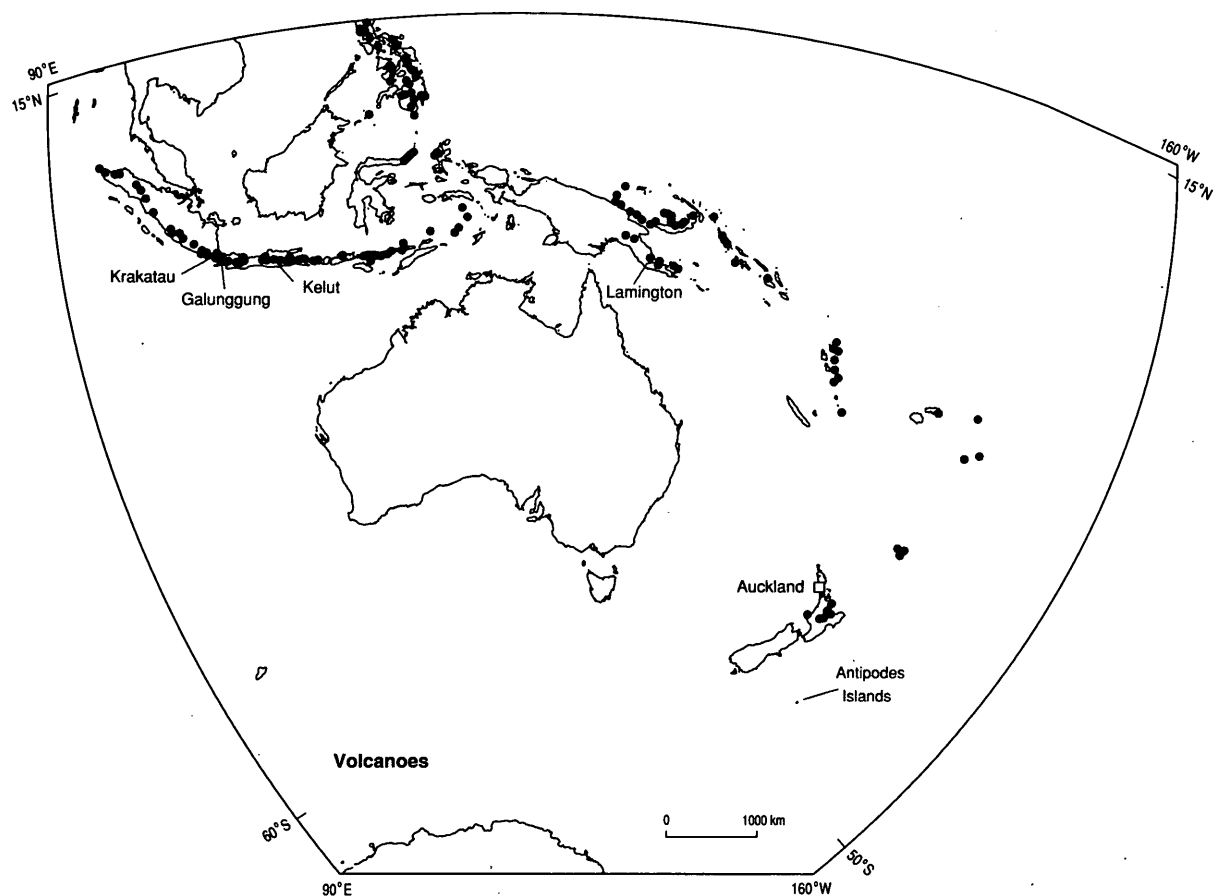 90°E
15°N
160°W
15°N
Krakatau
Galunggung
Kelut
Lamington
Auckland
Antipodes
Islands
Volcanoes
0 1000 km
60°S
50°S
90°E
160°W